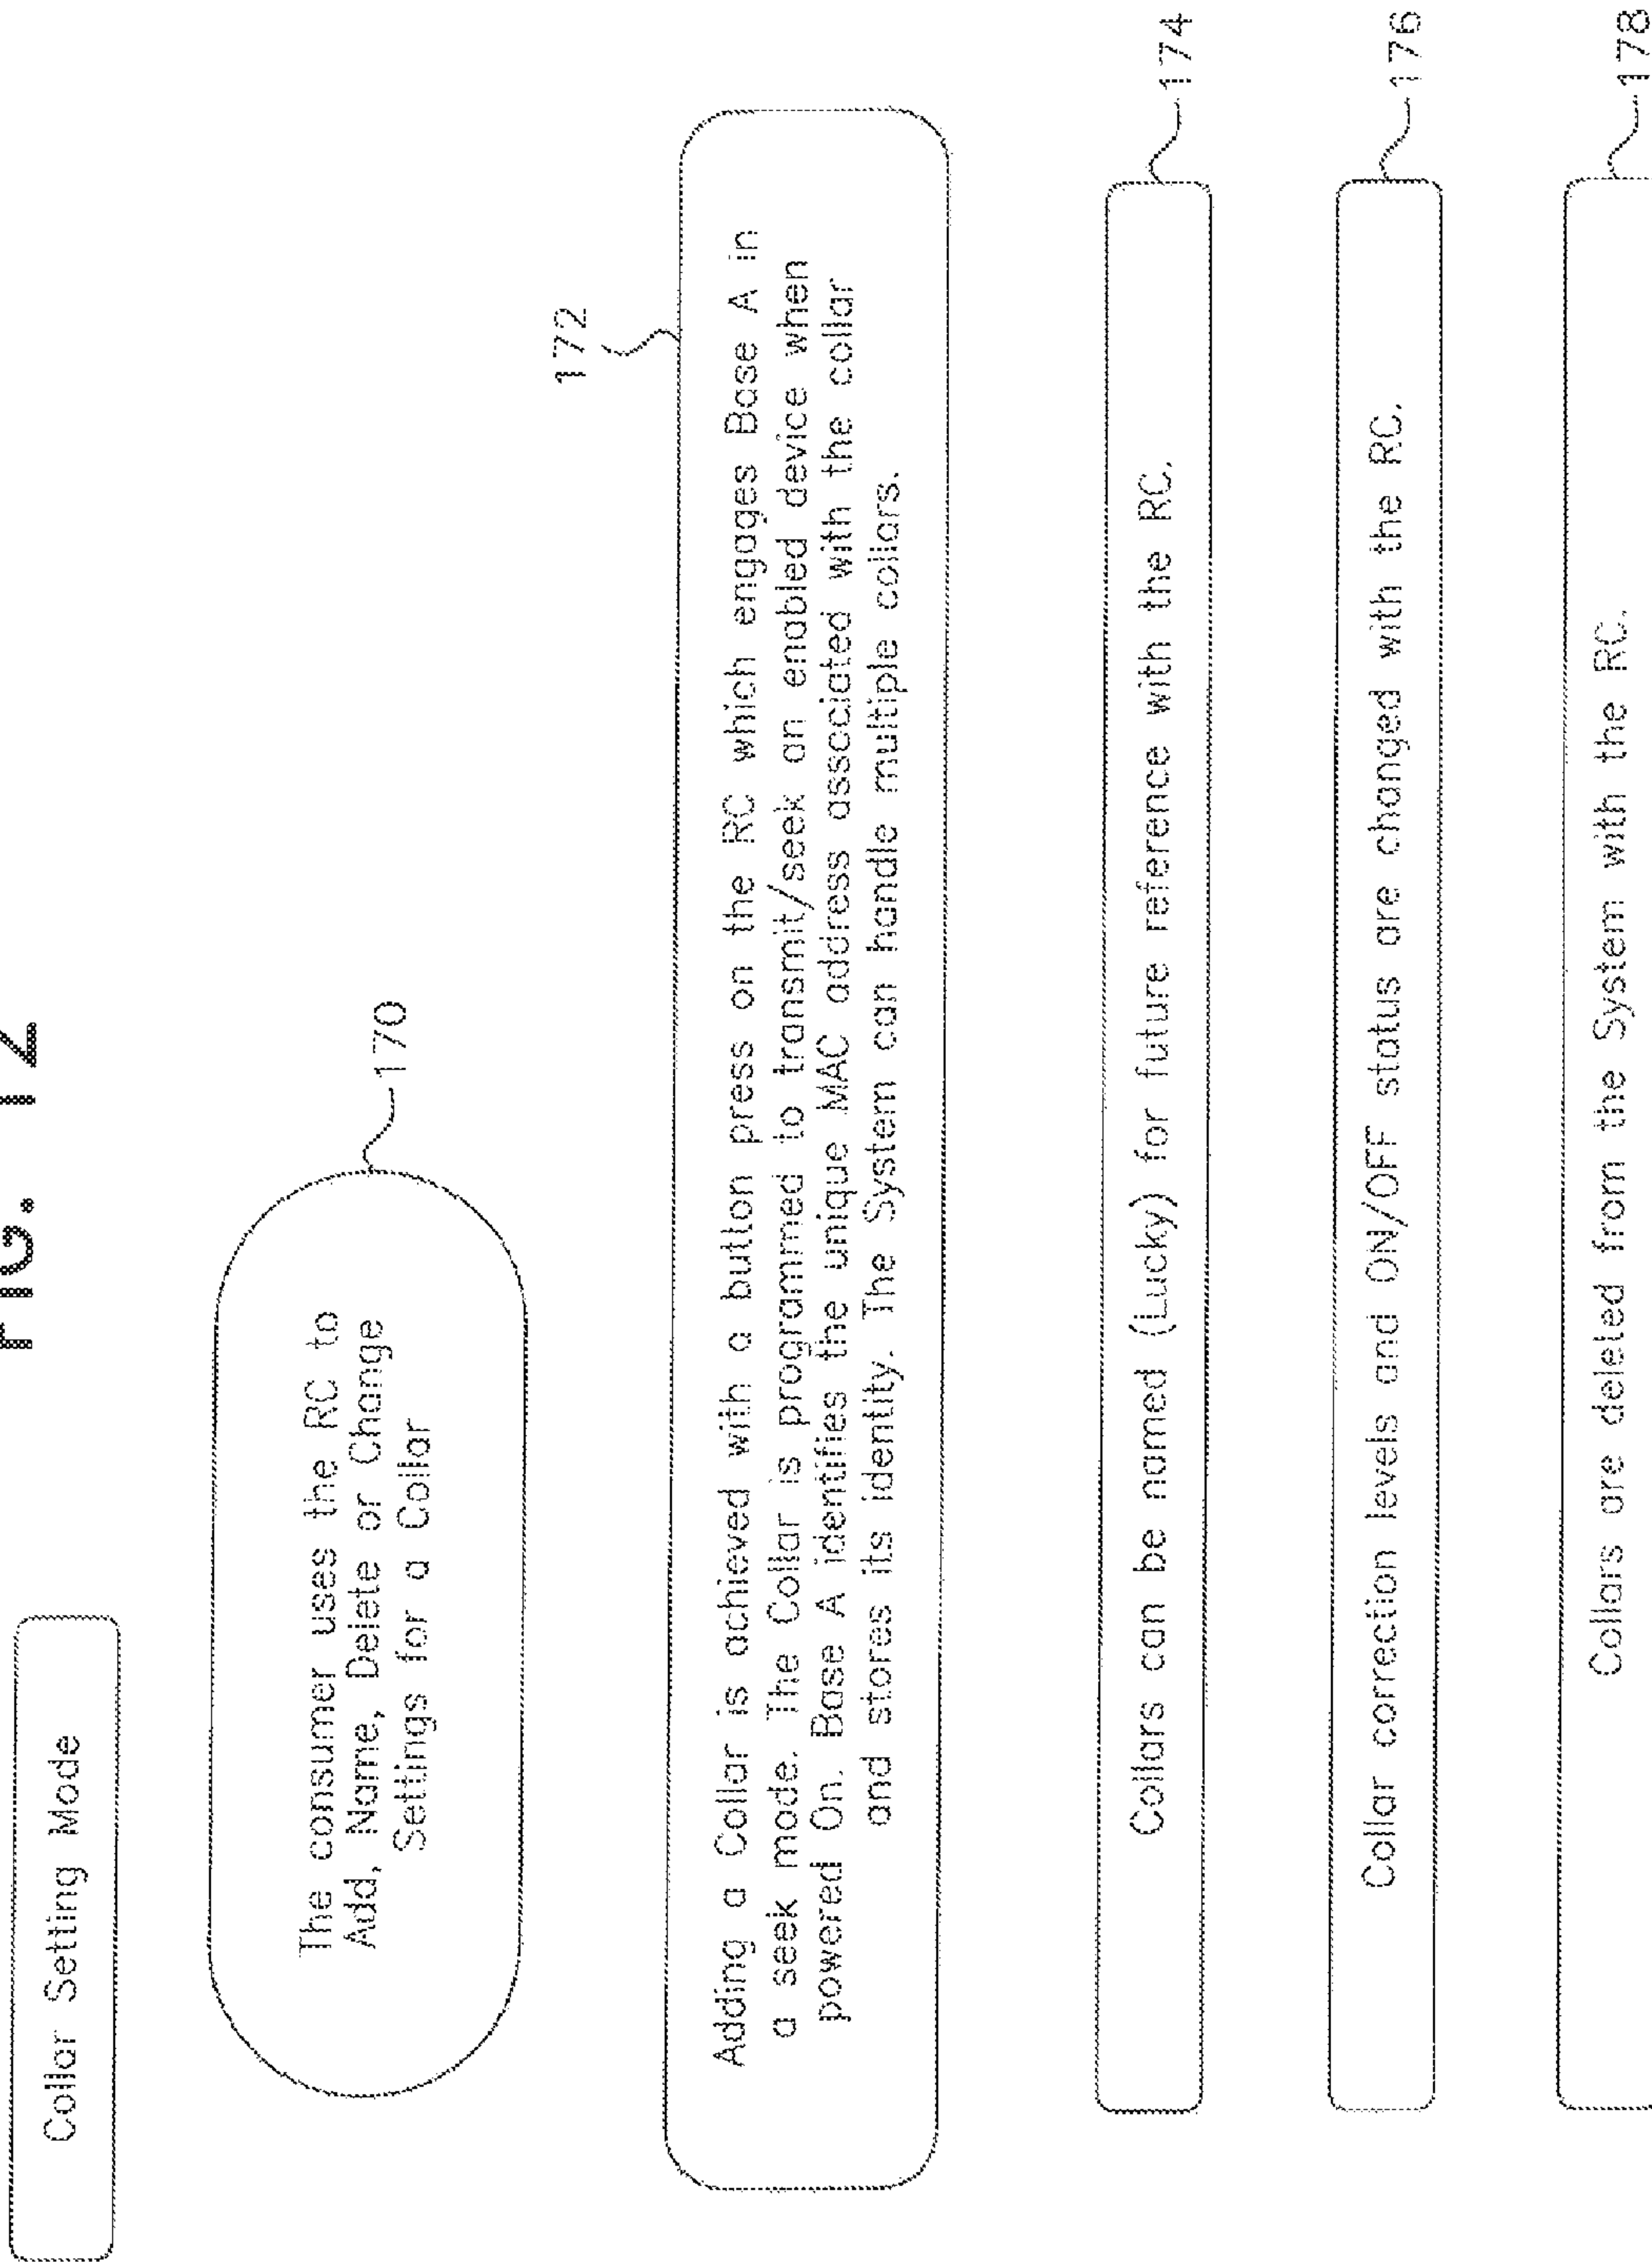 FIG. 12
Collar Setting Mode
The consumer uses the RC to
Add, Name, Delete or Change
Settings for a Collar
170
172
Adding a Collar is achieved with a button press on the RC which engages Base A in
a seek mode. The Collar is programmed to transmit/seek an enabled device when
powered On. Base A identifies the unique MAC address associated with the collar
and stores its identity. The System can handle multiple collars.
Collars can be named (Lucky) for future reference with the RC.
174
Collar correction levels and ON/OFF status are changed with the RC.
176
Collars are deleted from the System with the RC.
178